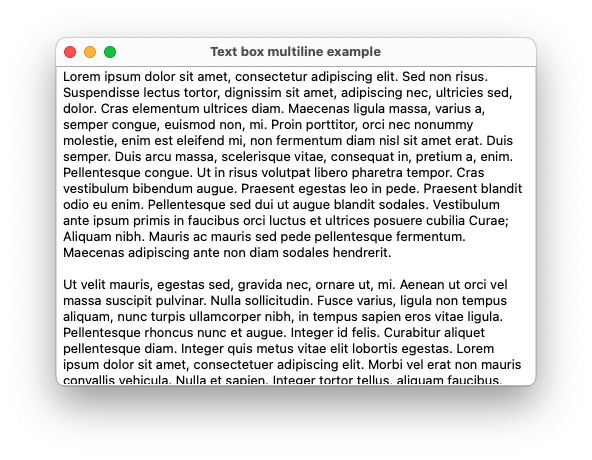 Text box multiline example
Lorem ipsum dolor sit amet, consectetur adipiscing elit. Sed non risus.
Suspendisse lectus tortor, dignissim sit amet, adipiscing nec, ultricies sed,
dolor. Cras elementum ultrices diam. Maecenas ligula massa, varius a,
semper congue, euismod non, mi. Proin porttitor, orci nec nonummy
molestie, enim est eleifend mi, non fermentum diam nisl sit amet erat. Duis
semper. Duis arcu massa, scelerisque vitae, consequat in, pretium a, enim.
Pellentesque congue. Ut in risus volutpat libero pharetra tempor. Cras
vestibulum bibendum augue. Praesent egestas leo in pede. Praesent blandit
odio eu enim. Pellentesque sed dui ut augue blandit sodales. Vestibulum
ante ipsum primis in faucibus orci luctus et ultrices posuere cubilia Curae;
Aliquam nibh. Mauris ac mauris sed pede pellentesque fermentum.
Maecenas adipiscing ante non diam sodales hendrerit.
Ut velit mauris, egestas sed, gravida nec, ornare ut, mi. Aenean ut orci vel
massa suscipit pulvinar. Nulla sollicitudin. Fusce varius, ligula non tempus
aliquam, nunc turpis ullamcorper nibh, in tempus sapien eros vitae ligula.
Pellentesque rhoncus nunc et augue. Integer id felis. Curabitur aliquet
pellentesque diam. Integer quis metus vitae elit lobortis egestas. Lorem
ipsum dolor sit amet, consectetuer adipiscing elit. Morbi vel erat non mauris
convallis vehicula. Nulla et sapien. Integer tortor tellus, aliquam faucibus,